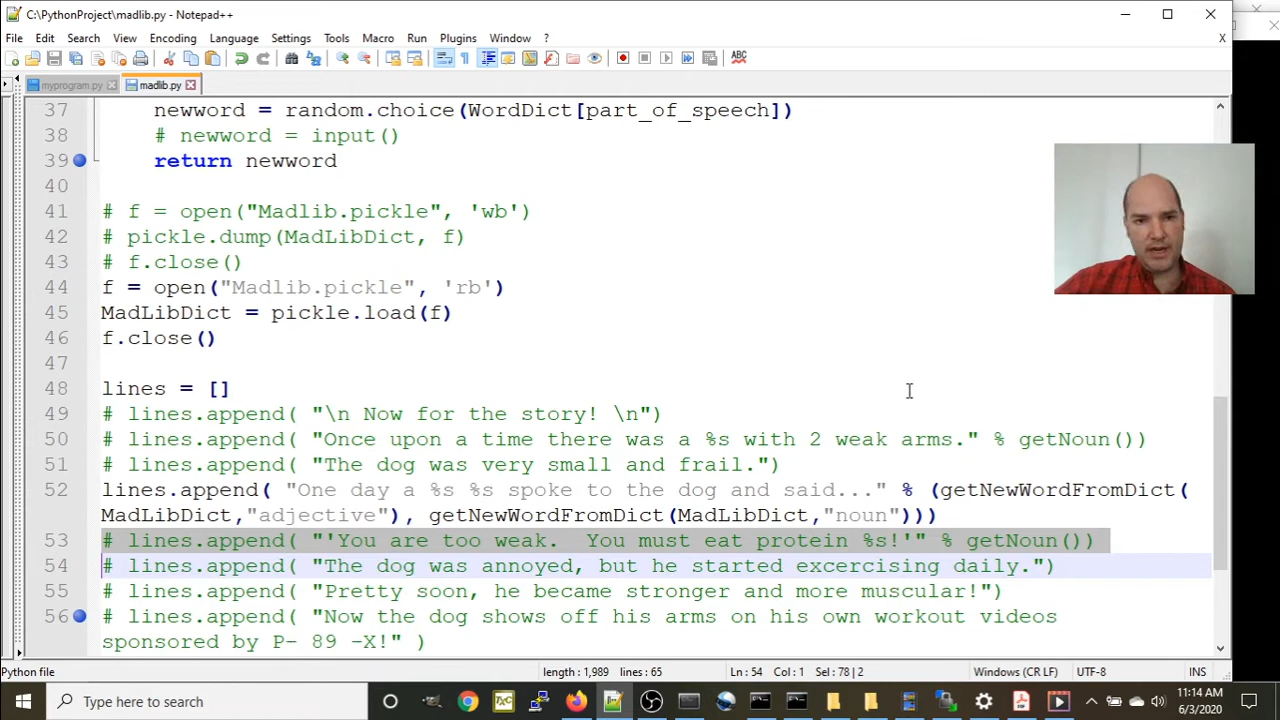 C:\PythonProject\madlib.py - Notepad++
File Edit Search View Encoding Language Settings Tools Macro Run Plugins Window ? X
myprogram.py madlib.py
37 newword = random.choice(WordDict[part_of_speech])
38 # newword = input()
39 return newword
40
41 # f = open("Madlib.pickle", 'wb')
42 # pickle.dump(MadLibDict, f)
43 # f.close()
44 f = open("Madlib.pickle", 'rb')
45 MadLibDict = pickle.load(f)
46 f.close()
47
48 lines = []
49 # lines.append( "\n Now for the story! \n")
50 # lines.append( "Once upon a time there was a %s with 2 weak arms." % getNoun())
51 # lines.append( "The dog was very small and frail.")
52 lines.append( "One day a %s %s spoke to the dog and said..." % (getNewWordFromDict(
MadLibDict,"adjective"), getNewWordFromDict(MadLibDict,"noun")))
53 # lines.append( "'You are too weak.  You must eat protein %s!'" % getNoun())
54 # lines.append( "The dog was annoyed, but he started excercising daily.")
55 # lines.append( "Pretty soon, he became stronger and more muscular!")
56 # lines.append( "Now the dog shows off his arms on his own workout videos
sponsored by P- 89 -X!" )
Python file length : 1,989 lines : 65 Ln : 54 Col : 1 Sel : 78 | 2 Windows (CR LF) UTF-8 INS
Type here to search
11:14 AM
6/3/2020